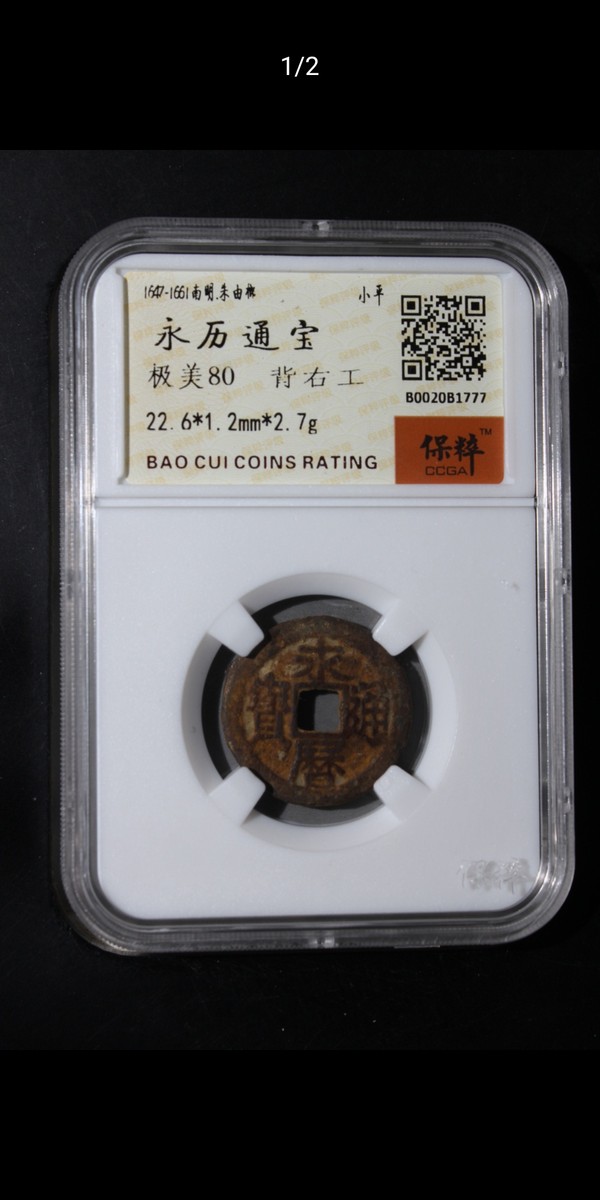 1/2
1647-1661南明.朱由榔
小平
永历通宝
极美80 背右工
B0020B1777
22.6*1.2mm*2.7g
BAO CUI COINS RATING
保粹™
CCGA
永
寶 通
曆